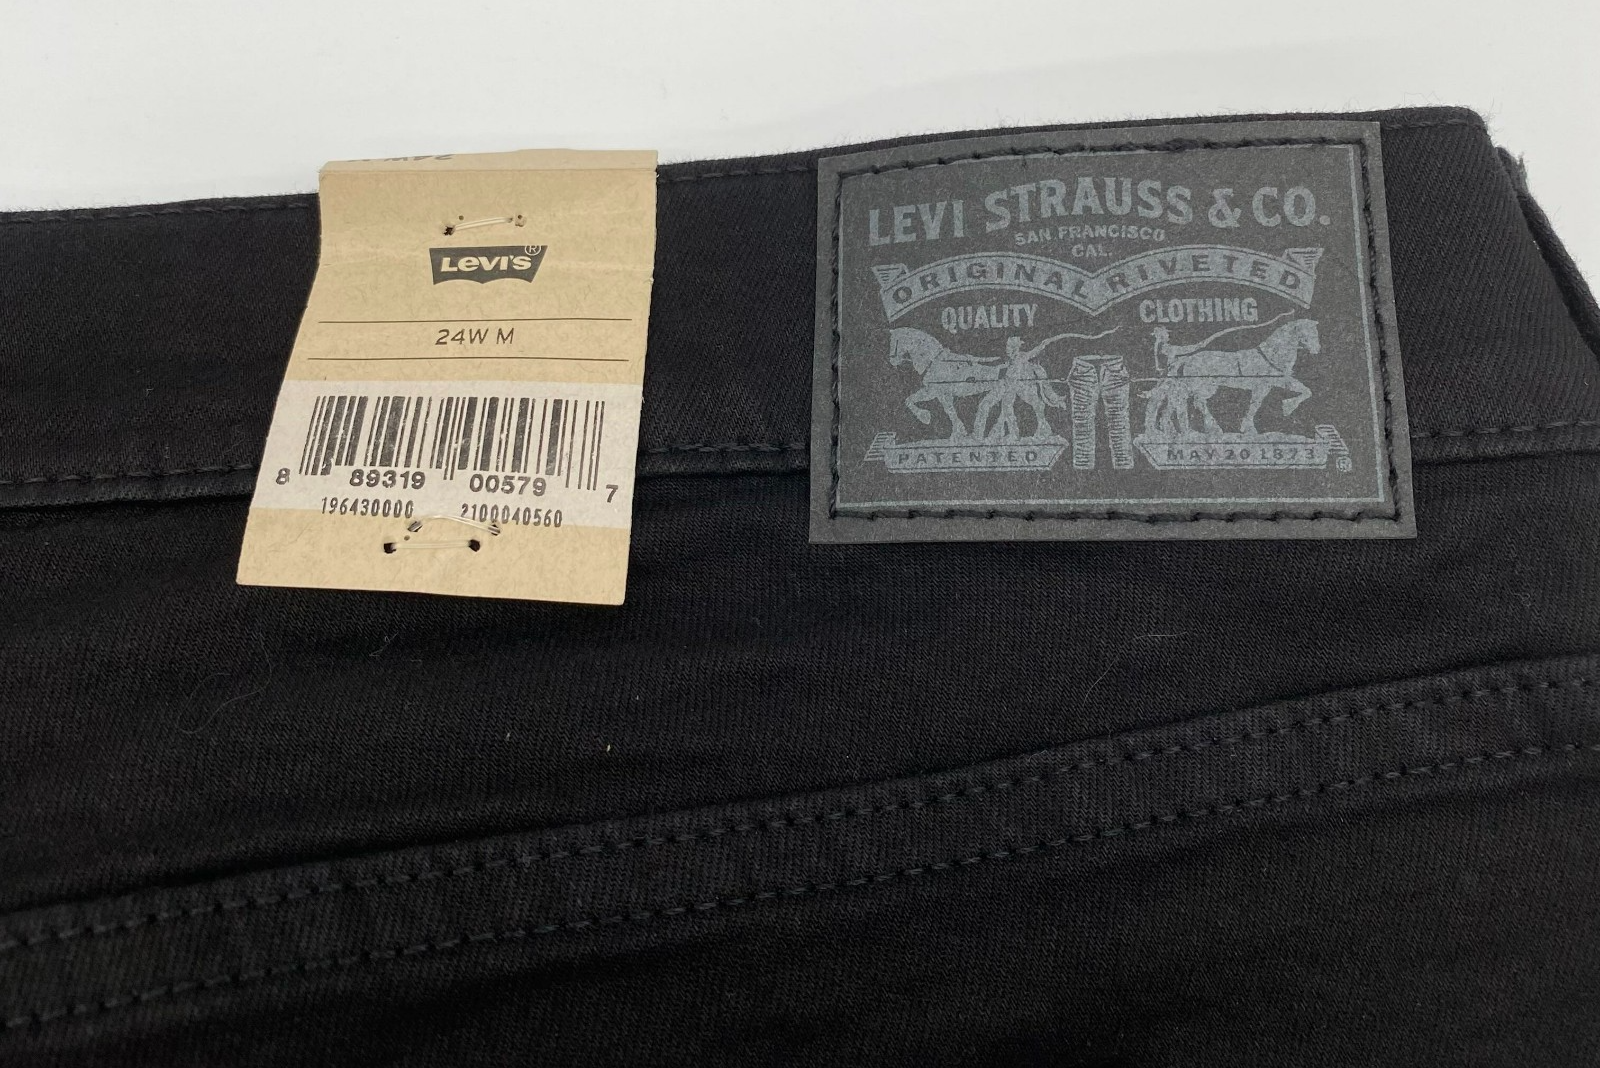 24W M
LEVI'S®
24W M
8 89319 00579 7
196430000 2100040560
LEVI STRAUSS & CO.
SAN FRANCISCO
CAL.
ORIGINAL RIVETED
QUALITY CLOTHING
PATENTED MAY 20 1873 ®